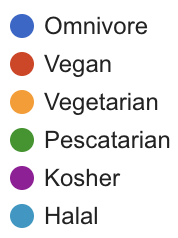 Omnivore
Vegan
Vegetarian
Pescatarian
Kosher
Halal